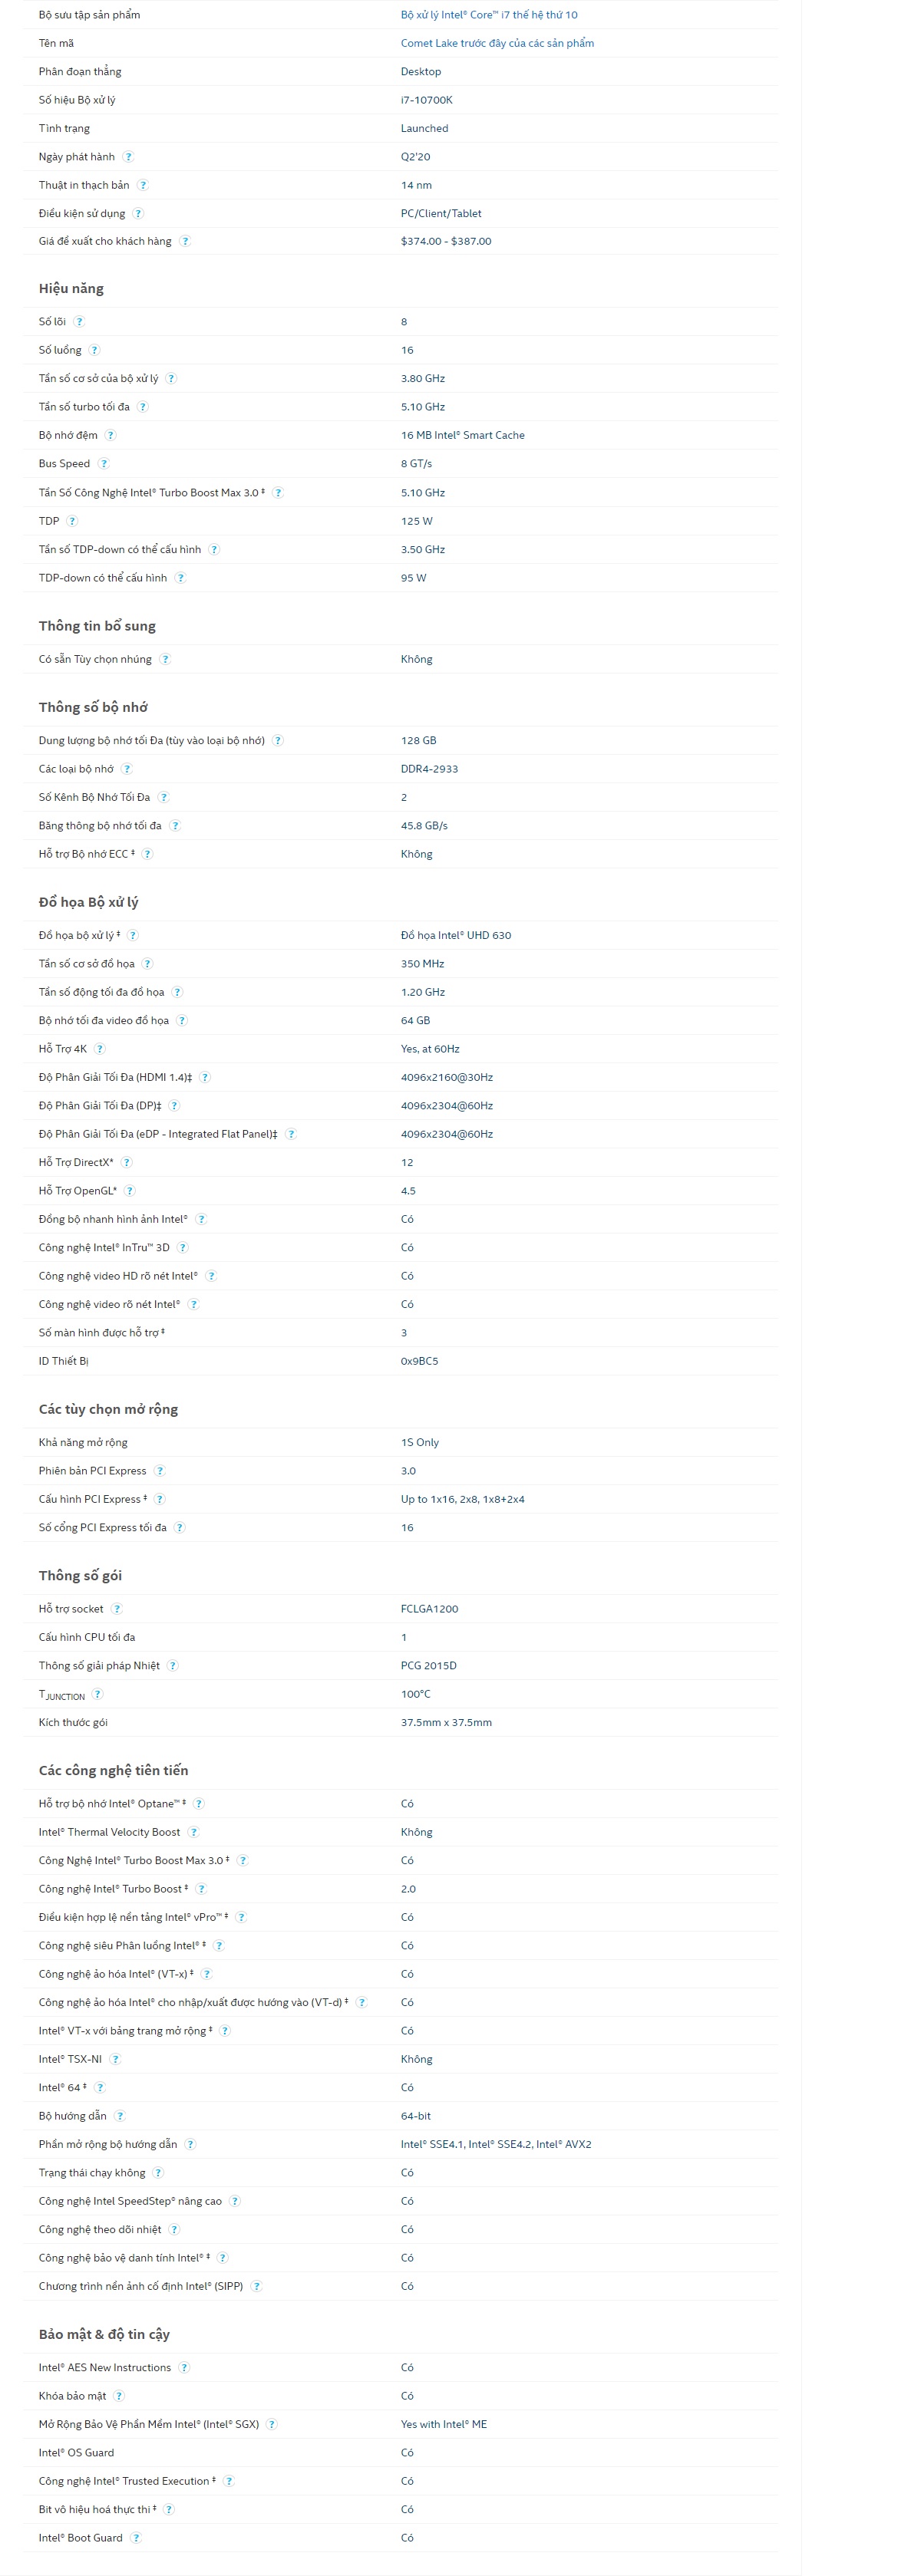 Bộ sưu tập sản phẩm Bộ xử lý Intel® Core™ i7 thế hệ thứ 10
Tên mã Comet Lake trước đây của các sản phẩm
Phân đoạn thẳng Desktop
Số hiệu Bộ xử lý i7-10700K
Tình trạng Launched
Ngày phát hành ? Q2'20
Thuật in thạch bản ? 14 nm
Điều kiện sử dụng ? PC/Client/Tablet
Giá đề xuất cho khách hàng ? $374.00 - $387.00
Hiệu năng
Số lõi ? 8
Số luồng ? 16
Tần số cơ sở của bộ xử lý ? 3.80 GHz
Tần số turbo tối đa ? 5.10 GHz
Bộ nhớ đệm ? 16 MB Intel® Smart Cache
Bus Speed ? 8 GT/s
Tần Số Công Nghệ Intel® Turbo Boost Max 3.0 ‡ ? 5.10 GHz
TDP ? 125 W
Tần số TDP-down có thể cấu hình ? 3.50 GHz
TDP-down có thể cấu hình ? 95 W
Thông tin bổ sung
Có sẵn Tùy chọn nhúng ? Không
Thông số bộ nhớ
Dung lượng bộ nhớ tối Đa (tùy vào loại bộ nhớ) ? 128 GB
Các loại bộ nhớ ? DDR4-2933
Số Kênh Bộ Nhớ Tối Đa ? 2
Băng thông bộ nhớ tối đa ? 45.8 GB/s
Hỗ trợ Bộ nhớ ECC ‡ ? Không
Đồ họa Bộ xử lý
Đồ họa bộ xử lý ‡ ? Đồ họa Intel® UHD 630
Tần số cơ sở đồ họa ? 350 MHz
Tần số động tối đa đồ họa ? 1.20 GHz
Bộ nhớ tối đa video đồ họa ? 64 GB
Hỗ Trợ 4K ? Yes, at 60Hz
Độ Phân Giải Tối Đa (HDMI 1.4)‡ ? 4096x2160@30Hz
Độ Phân Giải Tối Đa (DP)‡ ? 4096x2304@60Hz
Độ Phân Giải Tối Đa (eDP - Integrated Flat Panel)‡ ? 4096x2304@60Hz
Hỗ Trợ DirectX* ? 12
Hỗ Trợ OpenGL* ? 4.5
Đồng bộ nhanh hình ảnh Intel® ? Có
Công nghệ Intel® InTru™ 3D ? Có
Công nghệ video HD rõ nét Intel® ? Có
Công nghệ video rõ nét Intel® ? Có
Số màn hình được hỗ trợ ‡ 3
ID Thiết Bị 0x9BC5
Các tùy chọn mở rộng
Khả năng mở rộng 1S Only
Phiên bản PCI Express ? 3.0
Cấu hình PCI Express ‡ ? Up to 1x16, 2x8, 1x8+2x4
Số cổng PCI Express tối đa ? 16
Thông số gói
Hỗ trợ socket ? FCLGA1200
Cấu hình CPU tối đa 1
Thông số giải pháp Nhiệt ? PCG 2015D
TJUNCTION ? 100°C
Kích thước gói 37.5mm x 37.5mm
Các công nghệ tiên tiến
Hỗ trợ bộ nhớ Intel® Optane™ ‡ ? Có
Intel® Thermal Velocity Boost ? Không
Công Nghệ Intel® Turbo Boost Max 3.0 ‡ ? Có
Công nghệ Intel® Turbo Boost ‡ ? 2.0
Điều kiện hợp lệ nền tảng Intel® vPro™ ‡ ? Có
Công nghệ siêu Phân luồng Intel® ‡ ? Có
Công nghệ ảo hóa Intel® (VT-x) ‡ ? Có
Công nghệ ảo hóa Intel® cho nhập/xuất được hướng vào (VT-d) ‡ ? Có
Intel® VT-x với bảng trang mở rộng ‡ ? Có
Intel® TSX-NI ? Không
Intel® 64 ‡ ? Có
Bộ hướng dẫn ? 64-bit
Phần mở rộng bộ hướng dẫn ? Intel® SSE4.1, Intel® SSE4.2, Intel® AVX2
Trạng thái chạy không ? Có
Công nghệ Intel SpeedStep® nâng cao ? Có
Công nghệ theo dõi nhiệt ? Có
Công nghệ bảo vệ danh tính Intel® ‡ ? Có
Chương trình nền ảnh cố định Intel® (SIPP) ? Có
Bảo mật & độ tin cậy
Intel® AES New Instructions ? Có
Khóa bảo mật ? Có
Mở Rộng Bảo Vệ Phần Mềm Intel® (Intel® SGX) ? Yes with Intel® ME
Intel® OS Guard Có
Công nghệ Intel® Trusted Execution ‡ ? Có
Bit vô hiệu hoá thực thi ‡ ? Có
Intel® Boot Guard ? Có